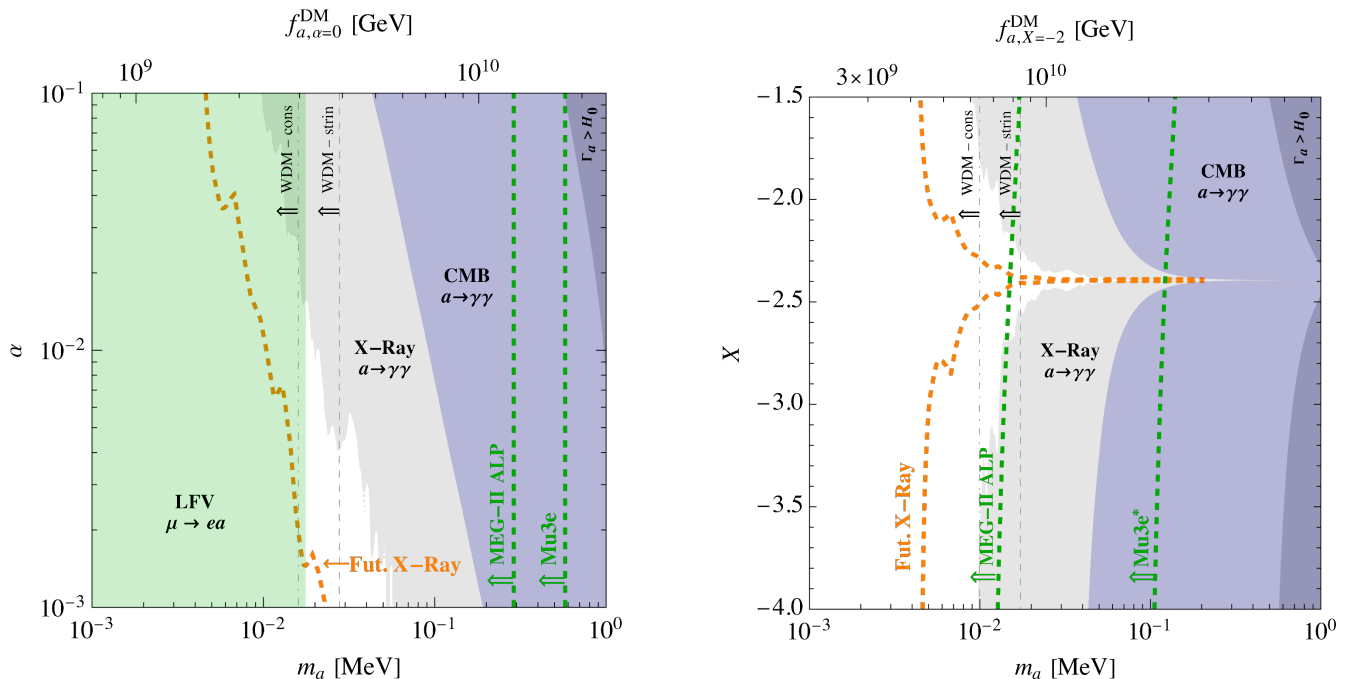 f_{a,α=0}^{DM} [GeV]
10^9
10^{10}
10^{-1}
10^{-2}
10^{-3}
α
WDM−cons
WDM−strin
Γ_a > H_0
CMB
a→γγ
X−Ray
a→γγ
LFV
μ → ea
MEG−II ALP
Mu3e
Fut. X−Ray
10^{-3}
10^{-2}
10^{-1}
10^0
m_a [MeV]
f_{a,X=−2}^{DM} [GeV]
3×10^9
10^{10}
−1.5
−2.0
−2.5
−3.0
−3.5
−4.0
X
WDM−cons
WDM−strin
Γ_a > H_0
CMB
a→γγ
X−Ray
a→γγ
Fut. X−Ray
MEG−II ALP
Mu3e*
10^{-3}
10^{-2}
10^{-1}
10^0
m_a [MeV]